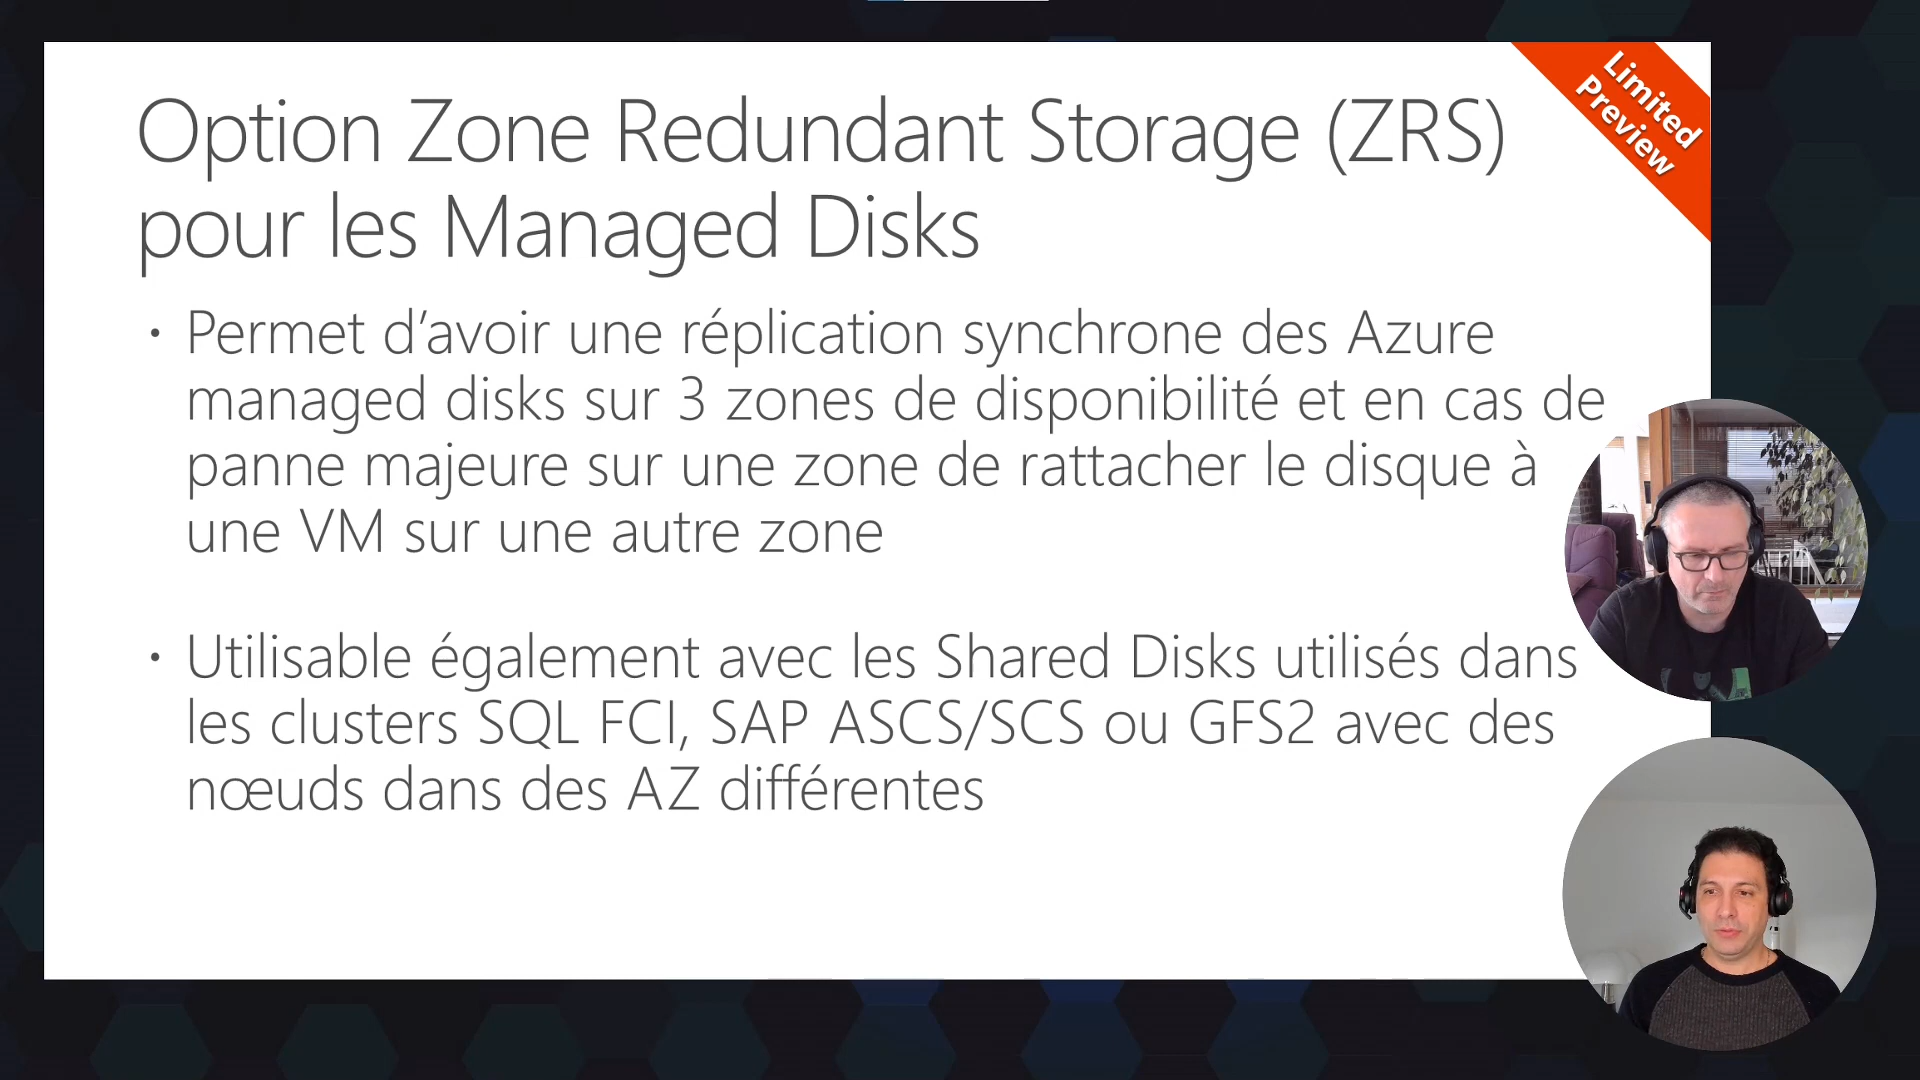 Option Zone Redundant Storage (ZRS)
pour les Managed Disks
Limited
Preview
• Permet d’avoir une réplication synchrone des Azure
managed disks sur 3 zones de disponibilité et en cas de
panne majeure sur une zone de rattacher le disque à
une VM sur une autre zone
• Utilisable également avec les Shared Disks utilisés dans
les clusters SQL FCI, SAP ASCS/SCS ou GFS2 avec des
nœuds dans des AZ différentes